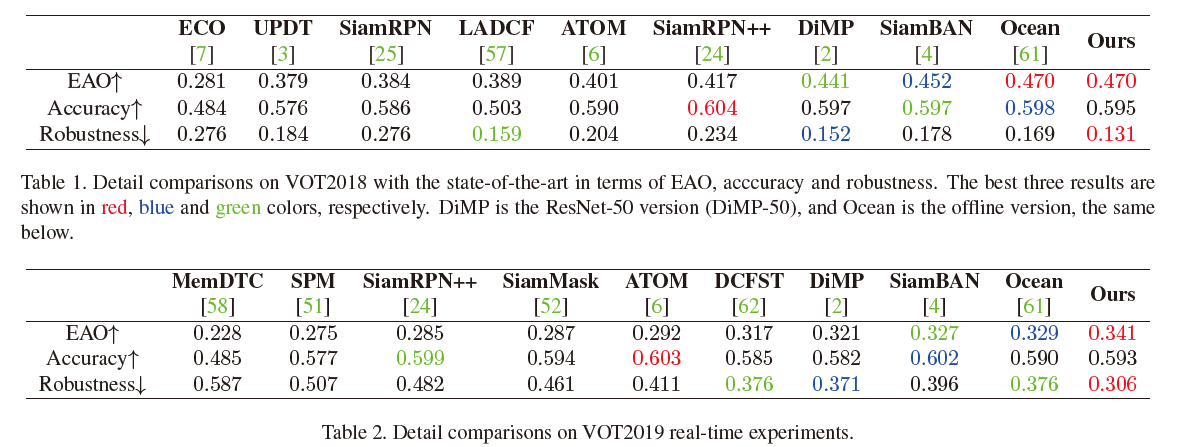 ECO UPDT SiamRPN LADCF ATOM SiamRPN++ DiMP SiamBAN Ocean Ours
[7] [3] [25] [57] [6] [24] [2] [4] [61]
EAO↑ 0.281 0.379 0.384 0.389 0.401 0.417 0.441 0.452 0.470 0.470
Accuracy↑ 0.484 0.576 0.586 0.503 0.590 0.604 0.597 0.597 0.598 0.595
Robustness↓ 0.276 0.184 0.276 0.159 0.204 0.234 0.152 0.178 0.169 0.131
Table 1. Detail comparisons on VOT2018 with the state-of-the-art in terms of EAO, acccuracy and robustness. The best three results are
shown in red, blue and green colors, respectively. DiMP is the ResNet-50 version (DiMP-50), and Ocean is the offline version, the same
below.
MemDTC SPM SiamRPN++ SiamMask ATOM DCFST DiMP SiamBAN Ocean Ours
[58] [51] [24] [52] [6] [62] [2] [4] [61]
EAO↑ 0.228 0.275 0.285 0.287 0.292 0.317 0.321 0.327 0.329 0.341
Accuracy↑ 0.485 0.577 0.599 0.594 0.603 0.585 0.582 0.602 0.590 0.593
Robustness↓ 0.587 0.507 0.482 0.461 0.411 0.376 0.371 0.396 0.376 0.306
Table 2. Detail comparisons on VOT2019 real-time experiments.